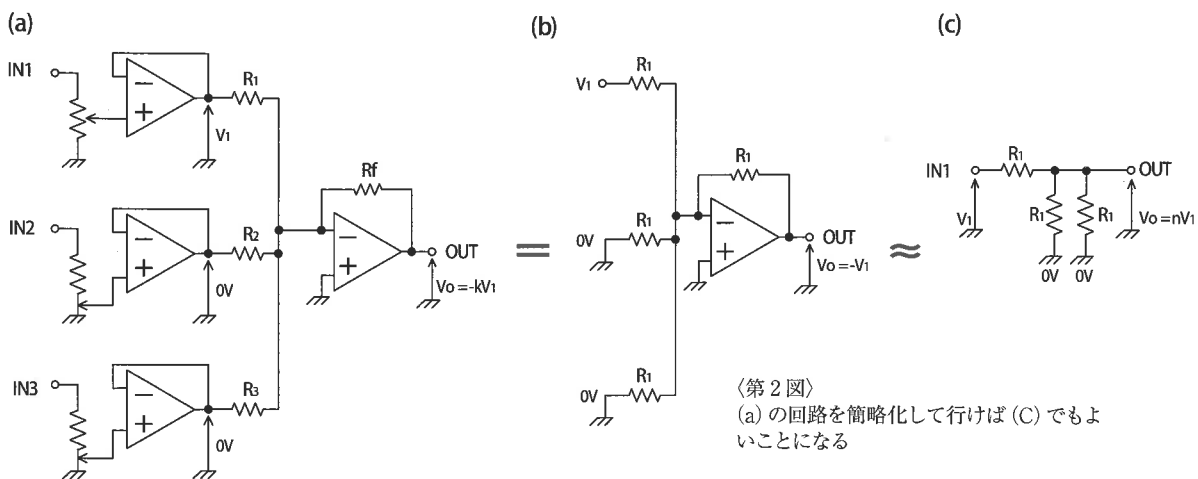 (a)
IN1
R1
V1
IN2
R2
0V
IN3
R3
0V
Rf
OUT
Vo=-kV1
=
(b)
V1
R1
0V
R1
0V
R1
R1
OUT
Vo=-V1
≈
(c)
IN1
R1
OUT
V1
R1
R1
0V
0V
Vo=nV1
〈第2図〉
(a) の回路を簡略化して行けば (C) でもよ
いことになる